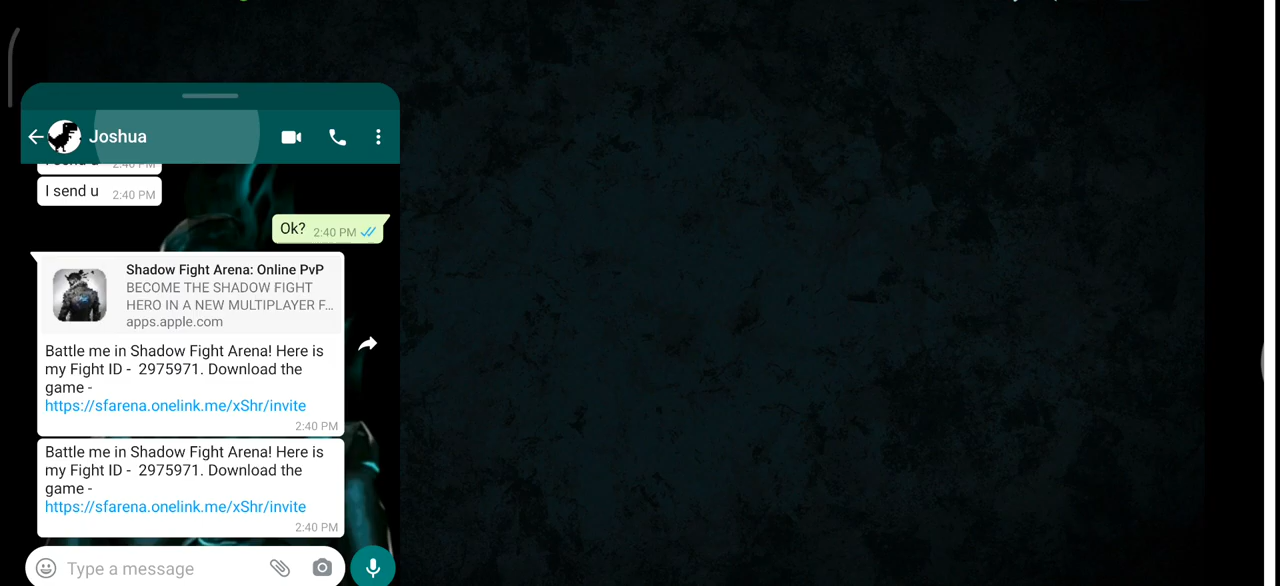 Joshua
2:40 PM
I send u 2:40 PM
Ok? 2:40 PM
Shadow Fight Arena: Online PvP
BECOME THE SHADOW FIGHT
HERO IN A NEW MULTIPLAYER F...
apps.apple.com
Battle me in Shadow Fight Arena! Here is
my Fight ID - 2975971. Download the
game -
https://sfarena.onelink.me/xShr/invite
2:40 PM
Battle me in Shadow Fight Arena! Here is
my Fight ID - 2975971. Download the
game -
https://sfarena.onelink.me/xShr/invite
2:40 PM
Type a message